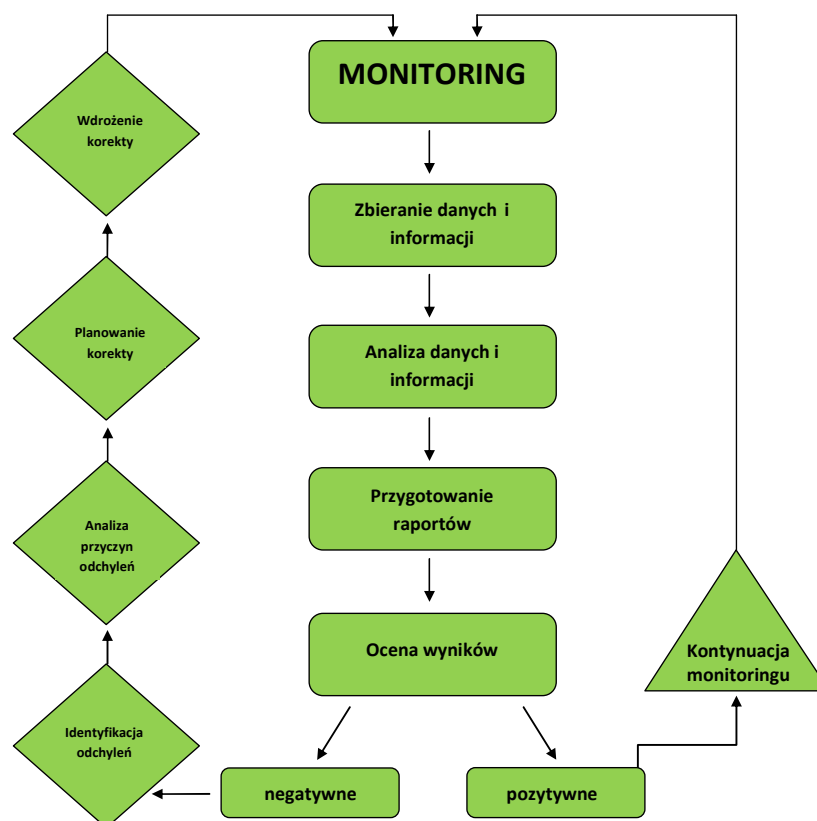 MONITORING
Zbieranie danych i
informacji
Analiza danych i
informacji
Przygotowanie
raportów
Ocena wyników
negatywne
pozytywne
Identyfikacja
odchyleń
Analiza
przyczyn
odchyleń
Planowanie
korekty
Wdrożenie
korekty
Kontynuacja
monitoringu